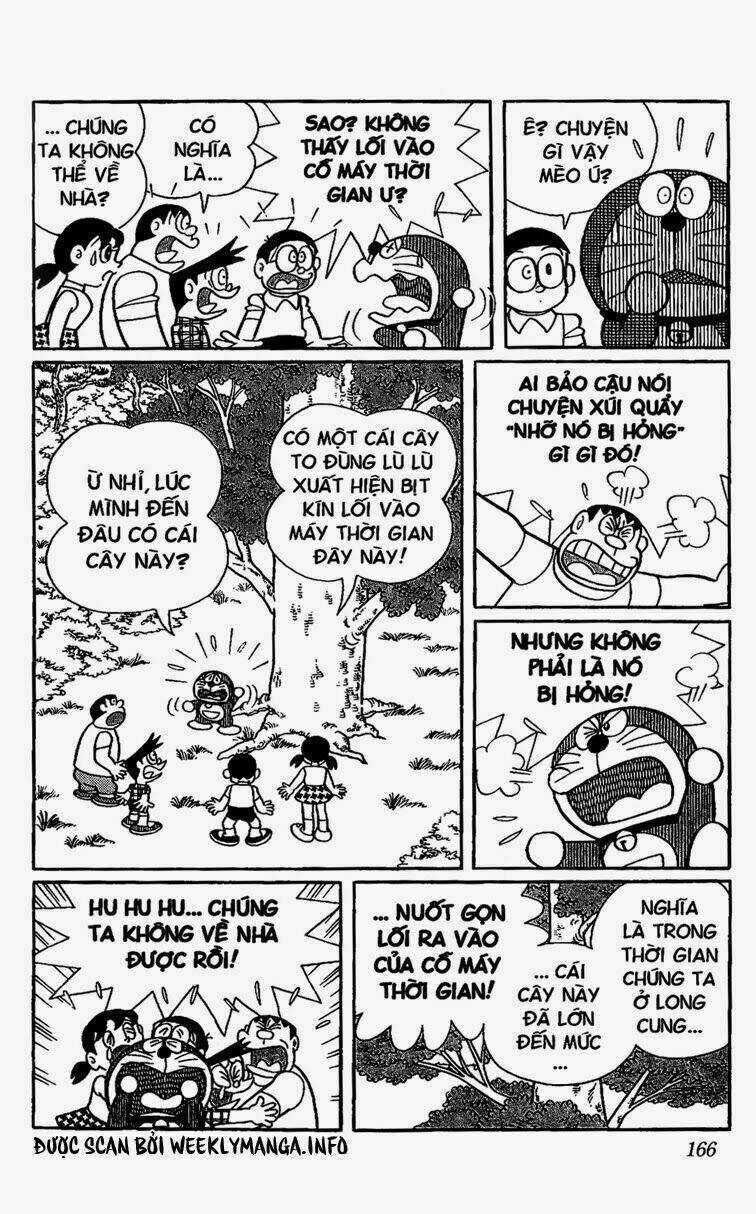 Ê? CHUYỆN
GÌ VẬY
MÈO Ú?
SAO? KHÔNG
THẤY LỐI VÀO
CỖ MÁY THỜI
GIAN Ư?
CÓ
NGHĨA
LÀ...
... CHÚNG
TA KHÔNG
THỂ VỀ
NHÀ?
AI BẢO CẬU NÓI
CHUYỆN XÚI QUẨY
"NHỠ NÓ BỊ HỎNG"
GÌ GÌ ĐÓ!
NHƯNG KHÔNG
PHẢI LÀ NÓ
BỊ HỎNG!
CÓ MỘT CÁI CÂY
TO ĐÙNG LÙ LÙ
XUẤT HIỆN BỊT
KÍN LỐI VÀO
MÁY THỜI GIAN
ĐÂY NÀY!
Ừ NHỈ, LÚC
MÌNH ĐẾN
ĐÂU CÓ CÁI
CÂY NÀY?
NGHĨA
LÀ TRONG
THỜI GIAN
CHÚNG TA
Ở LONG
CUNG...
... CÁI
CÂY NÀY
ĐÃ LỚN
ĐẾN MỨC
...
... NUỐT GỌN
LỐI RA VÀO
CỦA CỖ MÁY
THỜI GIAN!
HU HU HU... CHÚNG
TA KHÔNG VỀ NHÀ
ĐƯỢC RỒI!
ĐƯỢC SCAN BỞI WEEKLYMANGA.INFO
166